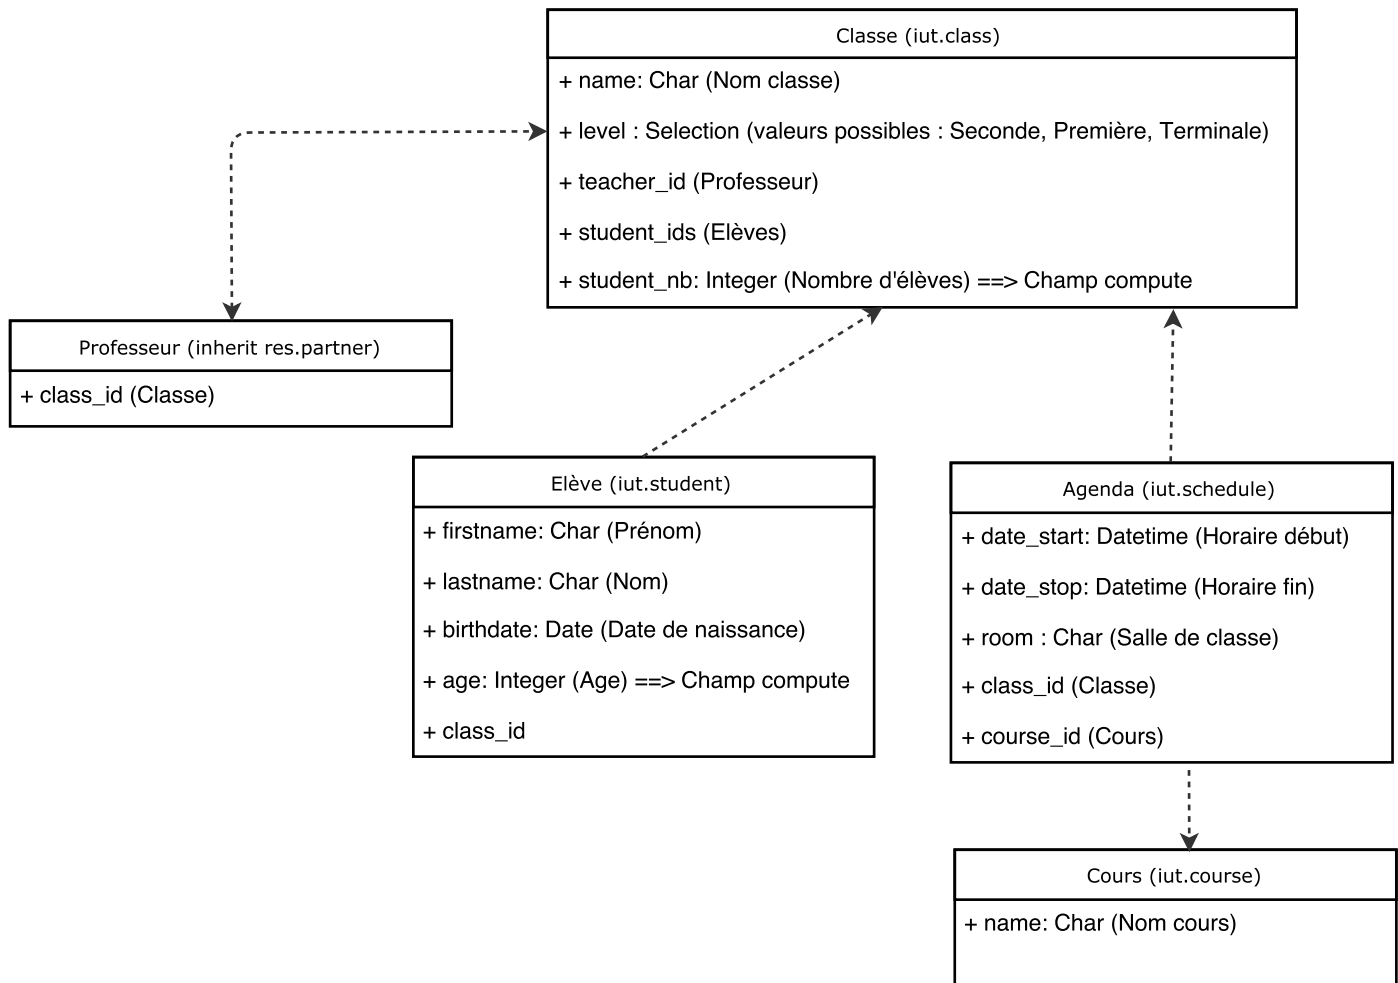 Classe (iut.class)
+ name: Char (Nom classe)
+ level : Selection (valeurs possibles : Seconde, Première, Terminale)
+ teacher_id (Professeur)
+ student_ids (Elèves)
+ student_nb: Integer (Nombre d'élèves) ==> Champ compute
Professeur (inherit res.partner)
+ class_id (Classe)
Elève (iut.student)
+ firstname: Char (Prénom)
+ lastname: Char (Nom)
+ birthdate: Date (Date de naissance)
+ age: Integer (Age) ==> Champ compute
+ class_id
Agenda (iut.schedule)
+ date_start: Datetime (Horaire début)
+ date_stop: Datetime (Horaire fin)
+ room : Char (Salle de classe)
+ class_id (Classe)
+ course_id (Cours)
Cours (iut.course)
+ name: Char (Nom cours)